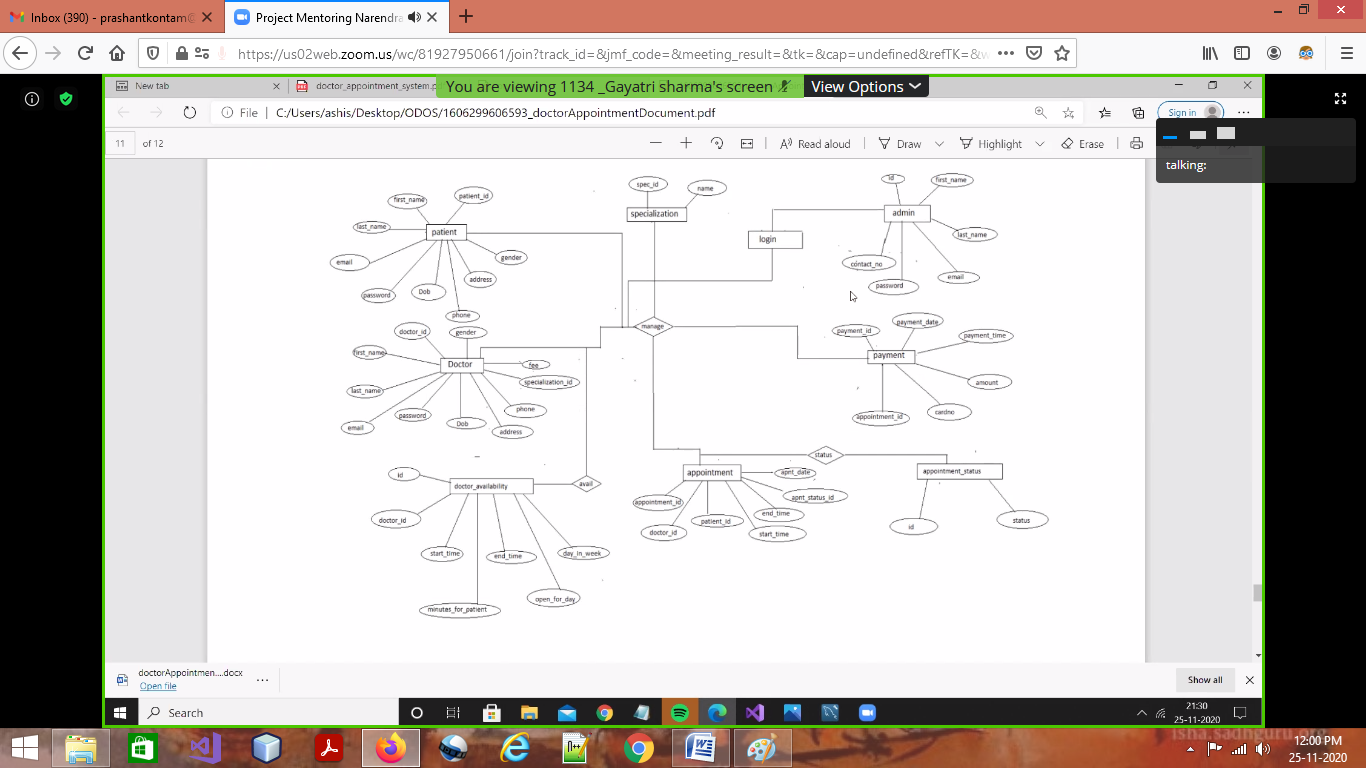 Inbox (390) - prashantkontam@
Project Mentoring Narendra
https://us02web.zoom.us/wc/81927950661/join?track_id=&jmf_code=&meeting_result=&tk=&cap=undefined&refTK=&w
New tab
doctor_appointment_system.p
You are viewing 1134 _Gayatri sharma's screen
View Options
File
C:/Users/ashis/Desktop/ODOS/1606299606593_doctorAppointmentDocument.pdf
Sign in
11 of 12
Read aloud
Draw
Highlight
Erase
talking:
spec_id
name
specialization
id
first_name
admin
last_name
email
password
contact_no
login
first_name
patient_id
last_name
patient
gender
email
address
password
Dob
phone
manage
doctor_id
gender
first_name
Doctor
fee
specialization_id
last_name
phone
password
Dob
address
email
payment_id
payment_date
payment_time
payment
amount
cardno
appointment_id
status
appointment
apnt_date
appointment_status
apnt_status_id
appointment_id
end_time
patient_id
doctor_id
start_time
id
status
id
doctor_availability
avail
doctor_id
start_time
end_time
day_in_week
open_for_day
minutes_for_patient
doctorAppointmen....docx
Open file
Show all
Search
21:30
25-11-2020
isha.sadhguru.org
12:00 PM
25-11-2020